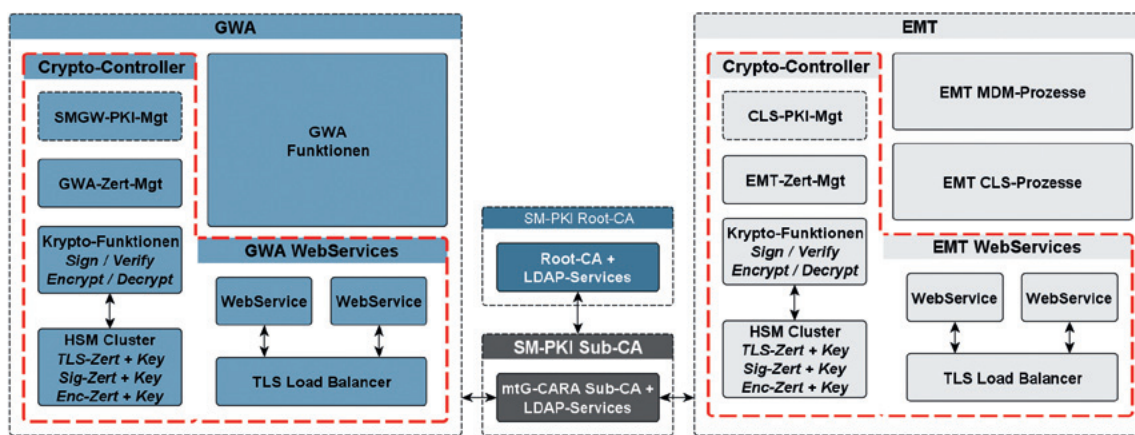 GWA
Crypto-Controller
SMGW-PKI-Mgt
GWA-Zert-Mgt
Krypto-Funktionen
Sign / Verify
Encrypt / Decrypt
HSM Cluster
TLS-Zert + Key
Sig-Zert + Key
Enc-Zert + Key
GWA
Funktionen
GWA WebServices
WebService
WebService
TLS Load Balancer
SM-PKI Root-CA
Root-CA +
LDAP-Services
SM-PKI Sub-CA
mtG-CARA Sub-CA +
LDAP-Services
EMT
Crypto-Controller
CLS-PKI-Mgt
EMT-Zert-Mgt
Krypto-Funktionen
Sign / Verify
Encrypt / Decrypt
HSM Cluster
TLS-Zert + Key
Sig-Zert + Key
Enc-Zert + Key
EMT MDM-Prozesse
EMT CLS-Prozesse
EMT WebServices
WebService
WebService
TLS Load Balancer